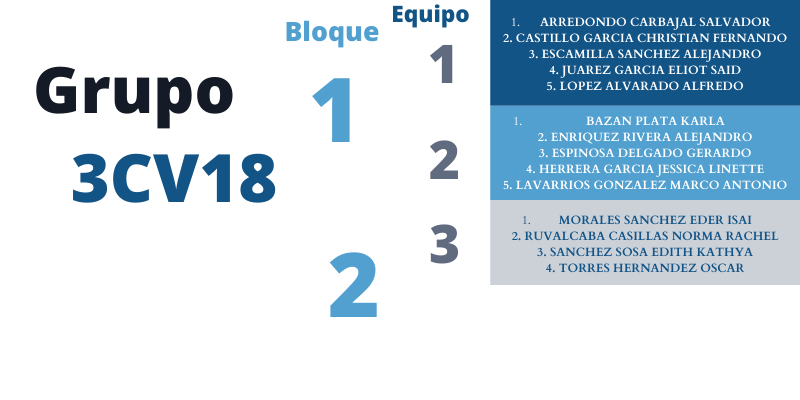 Grupo
3CV18
Bloque
1
2
Equipo
1
2
3
1. ARREDONDO CARBAJAL SALVADOR
2. CASTILLO GARCIA CHRISTIAN FERNANDO
3. ESCAMILLA SANCHEZ ALEJANDRO
4. JUAREZ GARCIA ELIOT SAID
5. LOPEZ ALVARADO ALFREDO
1. BAZAN PLATA KARLA
2. ENRIQUEZ RIVERA ALEJANDRO
3. ESPINOSA DELGADO GERARDO
4. HERRERA GARCIA JESSICA LINETTE
5. LAVARRIOS GONZALEZ MARCO ANTONIO
1. MORALES SANCHEZ EDER ISAI
2. RUVALCABA CASILLAS NORMA RACHEL
3. SANCHEZ SOSA EDITH KATHYA
4. TORRES HERNANDEZ OSCAR